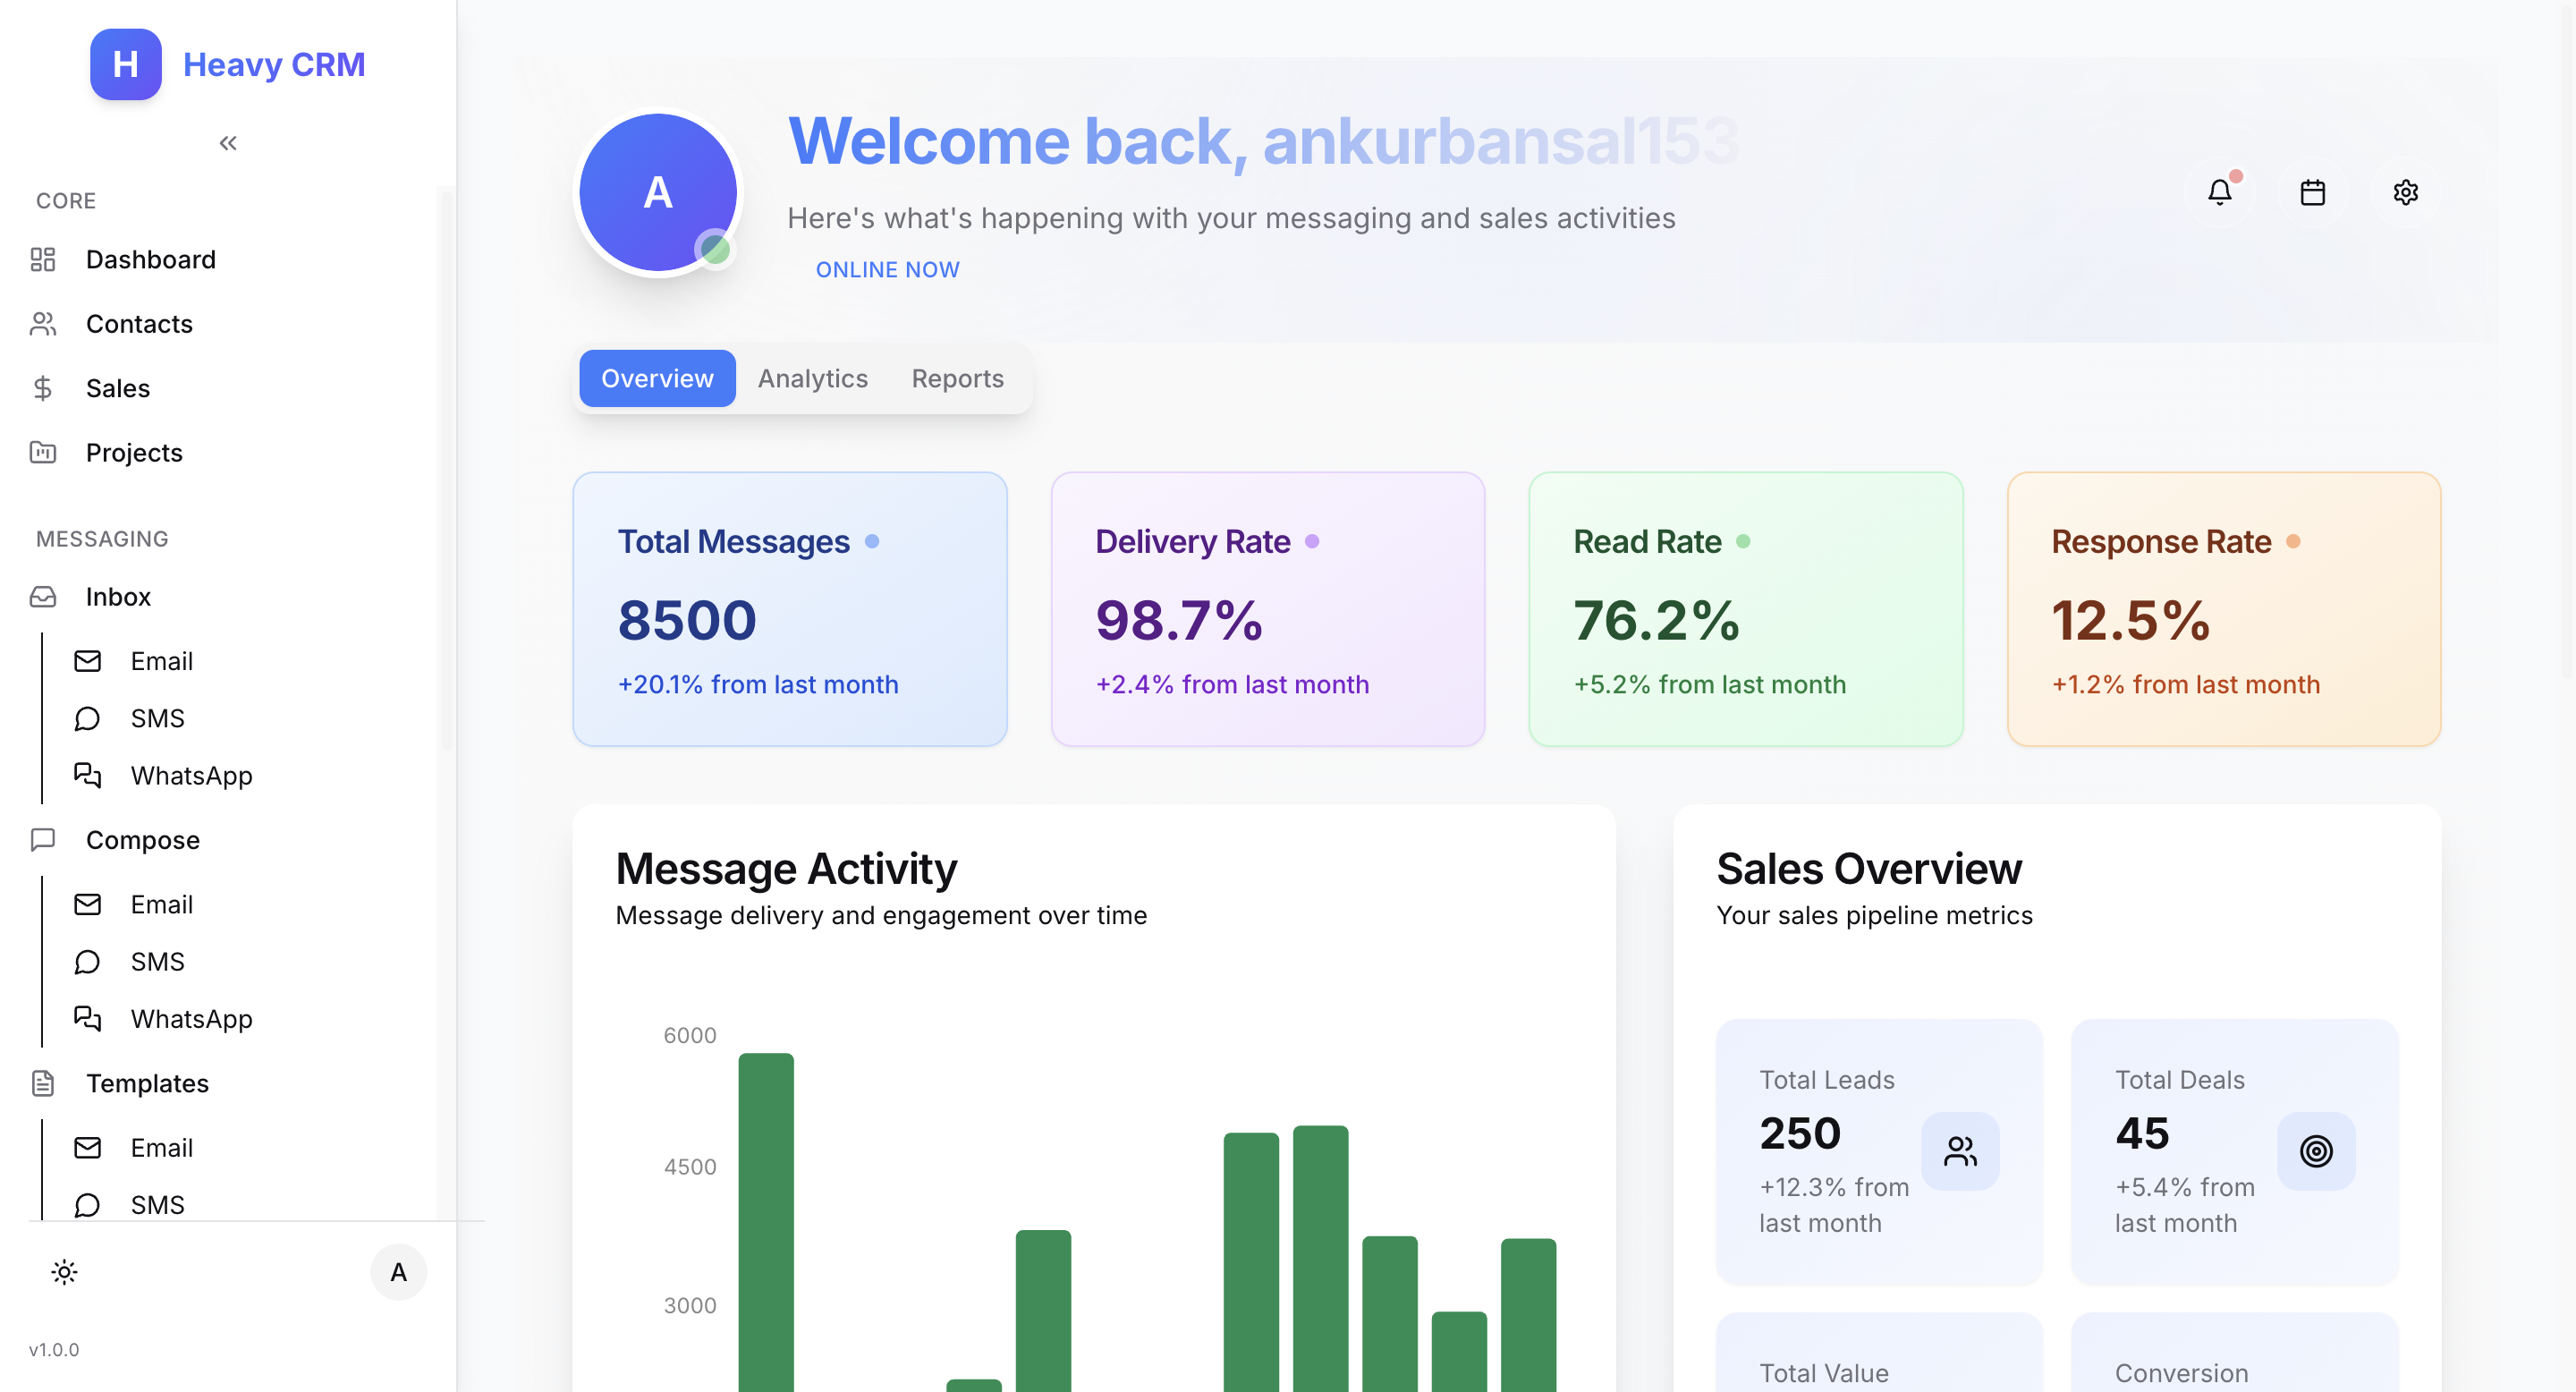 H
Heavy CRM
CORE
Dashboard
Contacts
Sales
Projects
MESSAGING
Inbox
Email
SMS
WhatsApp
Compose
Email
SMS
WhatsApp
Templates
Email
SMS
A
v1.0.0
A
Welcome back, ankurbansal153
Here's what's happening with your messaging and sales activities
ONLINE NOW
Overview
Analytics
Reports
Total Messages
8500
+20.1% from last month
Delivery Rate
98.7%
+2.4% from last month
Read Rate
76.2%
+5.2% from last month
Response Rate
12.5%
+1.2% from last month
Message Activity
Message delivery and engagement over time
6000
4500
3000
Sales Overview
Your sales pipeline metrics
Total Leads
250
+12.3% from
last month
Total Deals
45
+5.4% from
last month
Total Value
Conversion